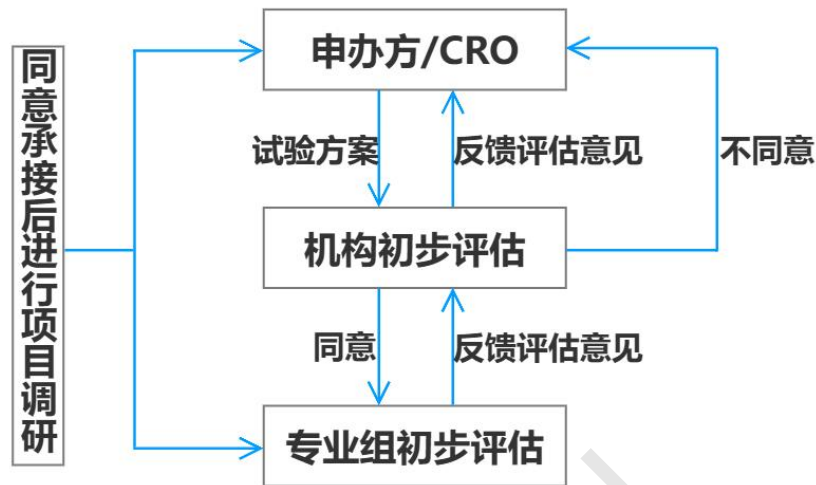 同意承接后进行项目调研
申办方/CRO
试验方案
反馈评估意见
不同意
机构初步评估
同意
反馈评估意见
专业组初步评估